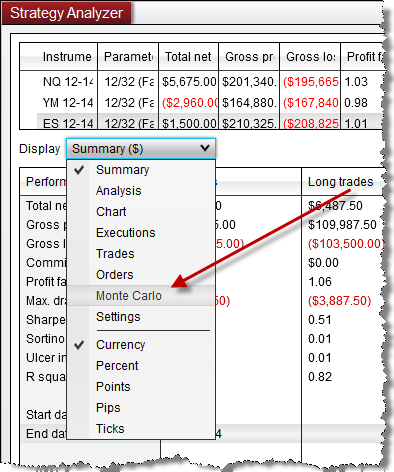 Strategy Analyzer
Instrume Paramete Total net Gross pr Gross los Profit f
NQ 12-14 12/32 (Fa $5,675.00 $201,340. ($195,665 1.03
YM 12-14 12/32 (Fa ($2,960.00 $164,880. ($167,840 0.98
ES 12-14 12/32 (Fa $1,500.00 $210,325. ($208,825 1.01
Display Summary ($)
Perform s Long trades
Summary
Total ne 0 $6,487.50
Analysis
Gross p 00 $109,987.50
Chart
Gross l 5.00) ($103,500.00)
Executions
Commi $0.00
Trades
Profit fa 1.06
Orders
Max. dra 50) ($3,887.50)
Monte Carlo
Sharpe 0.51
Settings
Sortino 0.01
Ulcer in 0.01
Currency
R squa 0.82
Percent
Points
Pips
Start da
Ticks
End dat 4